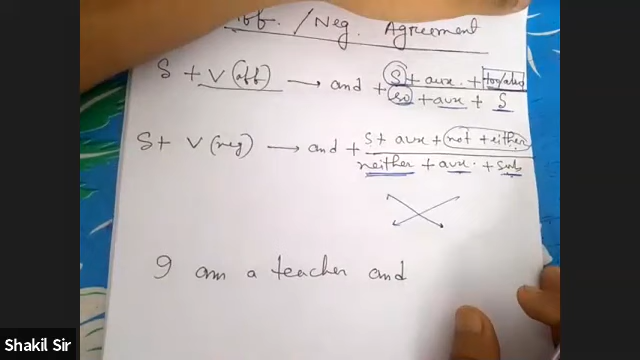 Aff. / Neg. Agreement
S + V (aff) → and + S + aux. + too/also
so + aux + S
S + V (neg) → and + S + aux + not + either
neither + aux. + sub
I am a teacher and
Shakil Sir